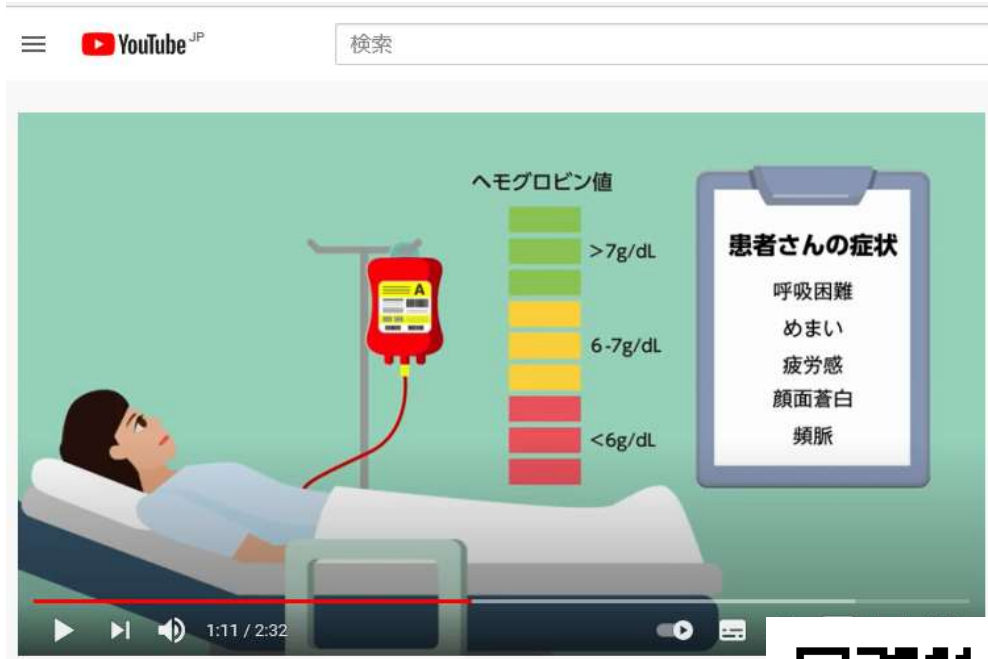 YouTube JP
検索
ヘモグロビン値
>7g/dL
6-7g/dL
<6g/dL
A
患者さんの症状
呼吸困難
めまい
疲労感
顔面蒼白
頻脈
1:11 / 2:32